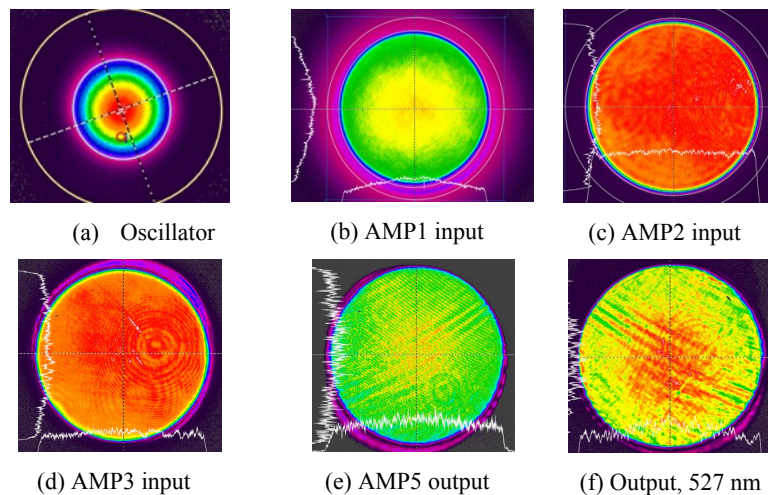 (a) Oscillator
(b) AMP1 input
(c) AMP2 input
(d) AMP3 input
(e) AMP5 output
(f) Output, 527 nm